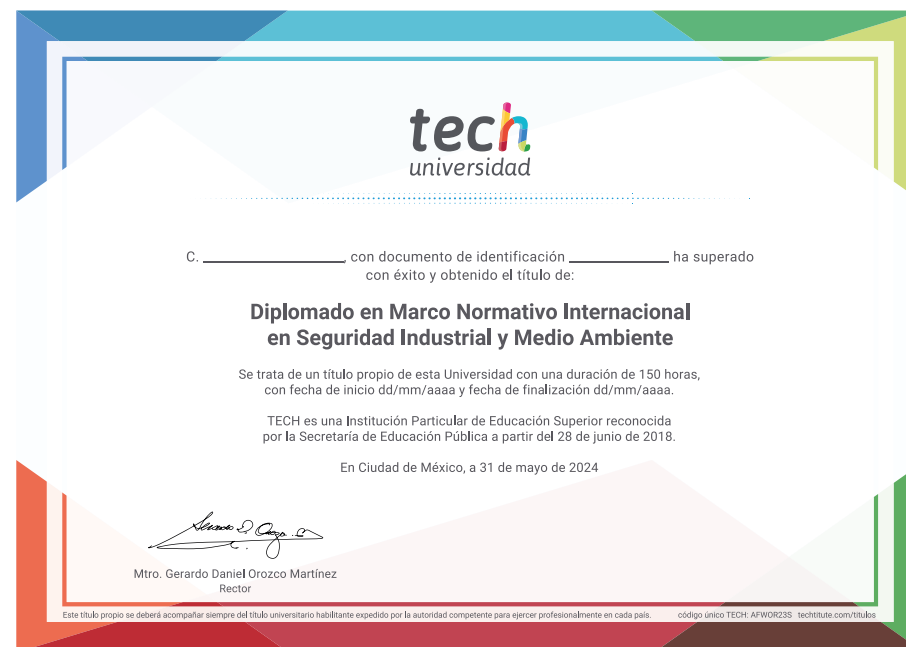 tech
universidad
C. ____________, con documento de identificación ____________ ha superado
con éxito y obtenido el título de:
Diplomado en Marco Normativo Internacional
en Seguridad Industrial y Medio Ambiente
Se trata de un título propio de esta Universidad con una duración de 150 horas,
con fecha de inicio dd/mm/aaaa y fecha de finalización dd/mm/aaaa.
TECH es una Institución Particular de Educación Superior reconocida
por la Secretaría de Educación Pública a partir del 28 de junio de 2018.
En Ciudad de México, a 31 de mayo de 2024
Mtro. Gerardo Daniel Orozco Martínez
Rector
Este título propio se deberá acompañar siempre del título universitario habilitante expedido por la autoridad competente para ejercer profesionalmente en cada país. código único TECH: AFWOR23S techtitute.com/titulos